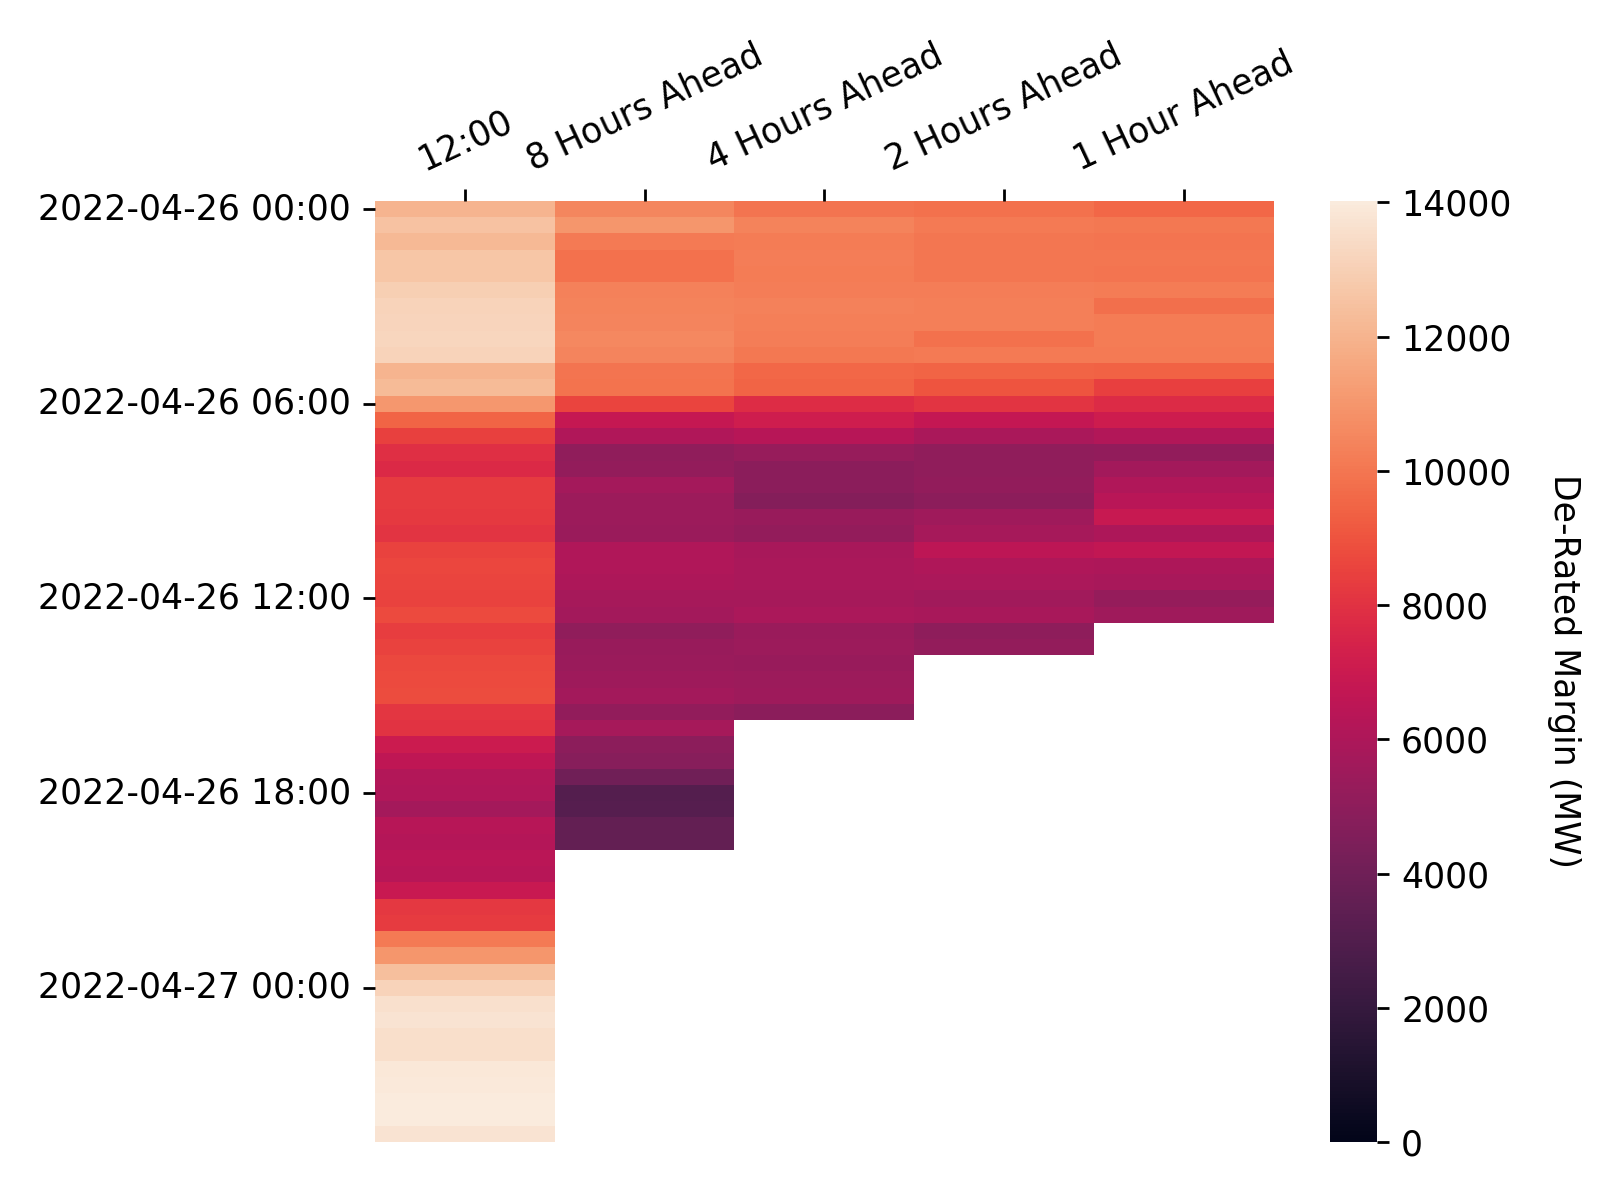 12:00
8 Hours Ahead
4 Hours Ahead
2 Hours Ahead
1 Hour Ahead
2022-04-26 00:00
2022-04-26 06:00
2022-04-26 12:00
2022-04-26 18:00
2022-04-27 00:00
14000
12000
10000
8000
6000
4000
2000
0
De-Rated Margin (MW)